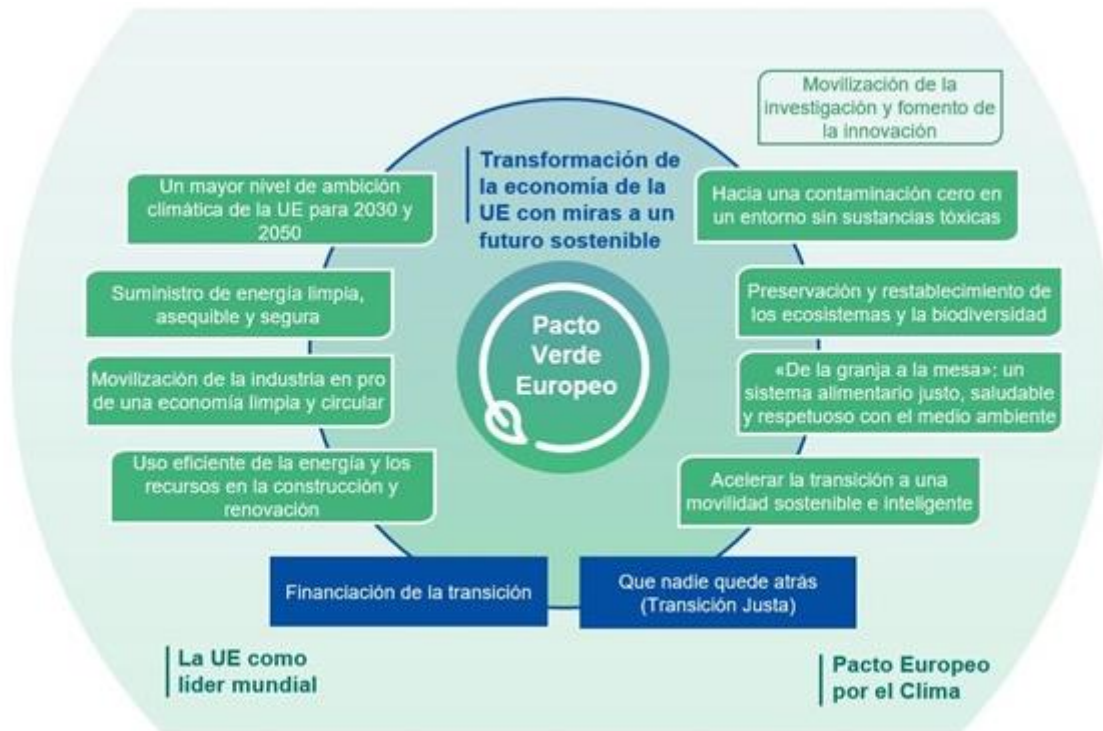 Movilización de la
investigación y fomento de
la innovación
Transformación de
la economía de la
UE con miras a un
futuro sostenible
Un mayor nivel de ambición
climática de la UE para 2030 y
2050
Hacia una contaminación cero en
un entorno sin sustancias tóxicas
Suministro de energía limpia,
asequible y segura
Preservación y restablecimiento de
los ecosistemas y la biodiversidad
Pacto
Verde
Europeo
Movilización de la industria en pro
de una economía limpia y circular
«De la granja a la mesa»: un
sistema alimentario justo, saludable
y respetuoso con el medio ambiente
Uso eficiente de la energía y los
recursos en la construcción y
renovación
Acelerar la transición a una
movilidad sostenible e inteligente
Financiación de la transición
Que nadie quede atrás
(Transición Justa)
La UE como
líder mundial
Pacto Europeo
por el Clima